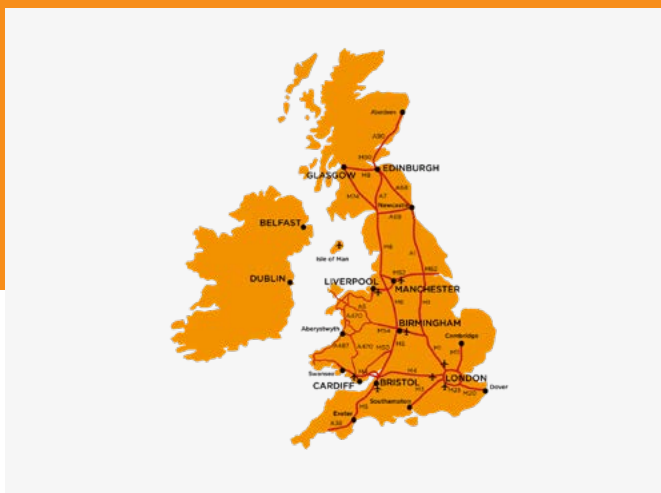 Aberdeen
A90
M90
GLASGOW
M8
EDINBURGH
A7
A68
M74
Newcastle
A69
BELFAST
M6
A1
Isle of Man
M62
M62
DUBLIN
LIVERPOOL
MANCHESTER
A5
M6
M1
A470
Aberystwyth
M54
BIRMINGHAM
Cambridge
A487
A470
M50
M5
M1
M11
Swansea
M4
M4
CARDIFF
BRISTOL
LONDON
M3
M25
M20
Dover
Southampton
Exeter
M5
A38